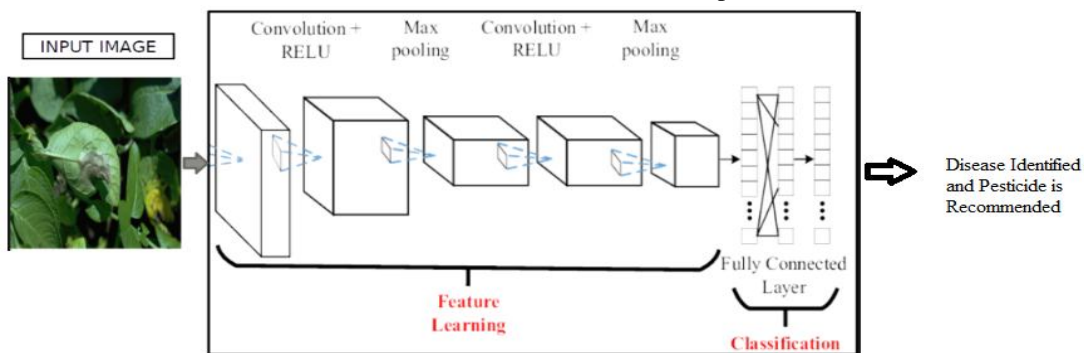 INPUT IMAGE
Convolution +
RELU
Max
pooling
Convolution +
RELU
Max
pooling
Fully Connected
Layer
Feature
Learning
Classification
Disease Identified
and Pesticide is
Recommended